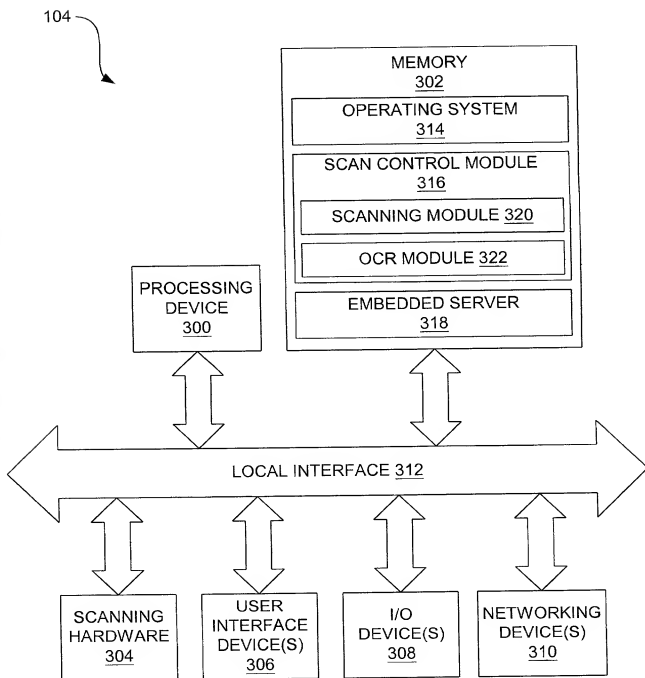 104
MEMORY
302
OPERATING SYSTEM
314
SCAN CONTROL MODULE
316
SCANNING MODULE 320
OCR MODULE 322
EMBEDDED SERVER
318
PROCESSING
DEVICE
300
LOCAL INTERFACE 312
SCANNING
HARDWARE
304
USER
INTERFACE
DEVICE(S)
306
I/O
DEVICE(S)
308
NETWORKING
DEVICE(S)
310